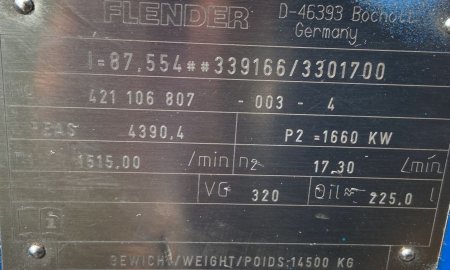 FLENDER D-46393 Bocholt
Germany
i=87,554##339166/3301700
421 106 807 -003 - 4
4390,4 P2 =1660 KW
1515,00 /min n2 17,30 /min
VG 320 Oil≈ 225,0 l
GEWICHT/WEIGHT/POIDS:14500 KG